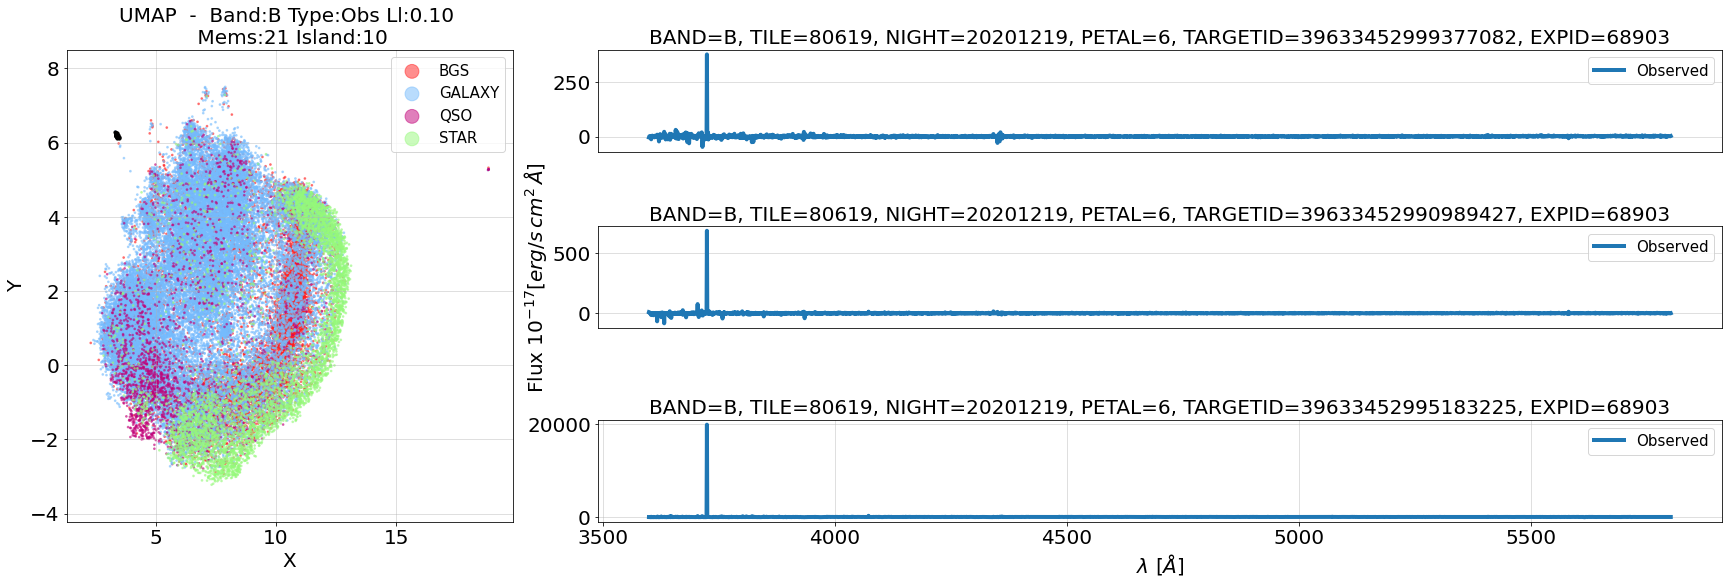 UMAP  -  Band:B Type:Obs Ll:0.10
Mems:21 Island:10
8
6
4
2
0
−2
−4
5
10
15
X
Y
BGS
GALAXY
QSO
STAR
BAND=B, TILE=80619, NIGHT=20201219, PETAL=6, TARGETID=39633452999377082, EXPID=68903
250
0
Observed
BAND=B, TILE=80619, NIGHT=20201219, PETAL=6, TARGETID=39633452990989427, EXPID=68903
500
0
Observed
Flux 10⁻¹⁷[erg/s cm² Å]
BAND=B, TILE=80619, NIGHT=20201219, PETAL=6, TARGETID=39633452995183225, EXPID=68903
20000
0
Observed
3500
4000
4500
5000
5500
λ [Å]